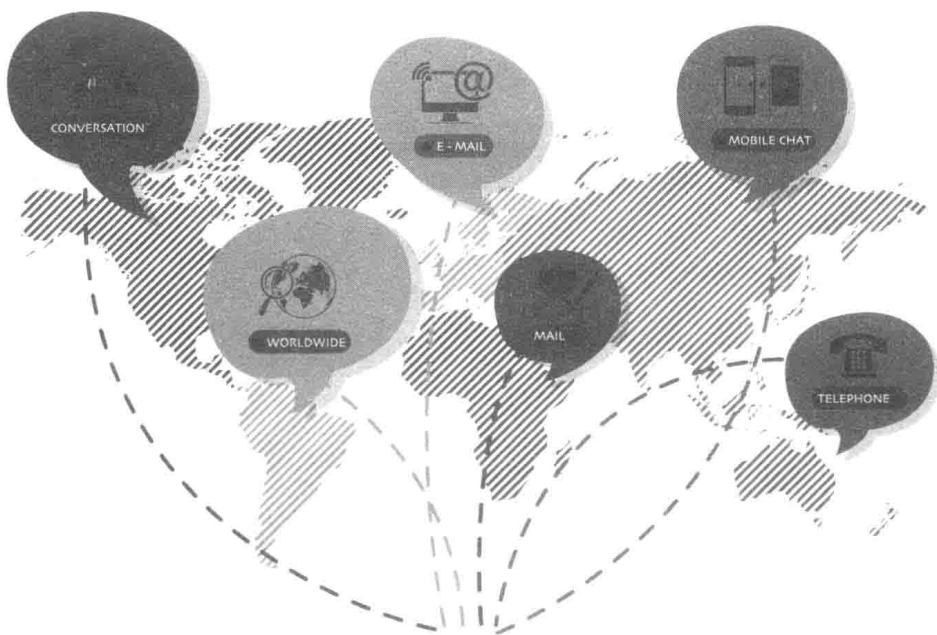 CONVERSATION
E - MAIL
MOBILE CHAT
WORLDWIDE
MAIL
TELEPHONE